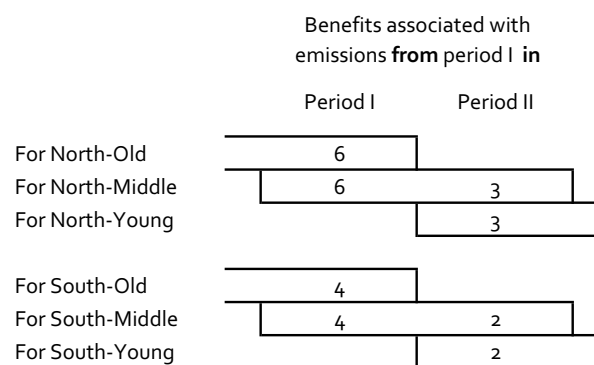 Benefits associated with
emissions from period I in
Period I Period II
For North-Old 6
For North-Middle 6 3
For North-Young 3
For South-Old 4
For South-Middle 4 2
For South-Young 2